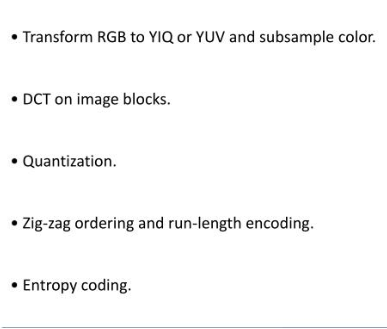 • Transform RGB to YIQ or YUV and subsample color.
• DCT on image blocks.
• Quantization.
• Zig-zag ordering and run-length encoding.
• Entropy coding.